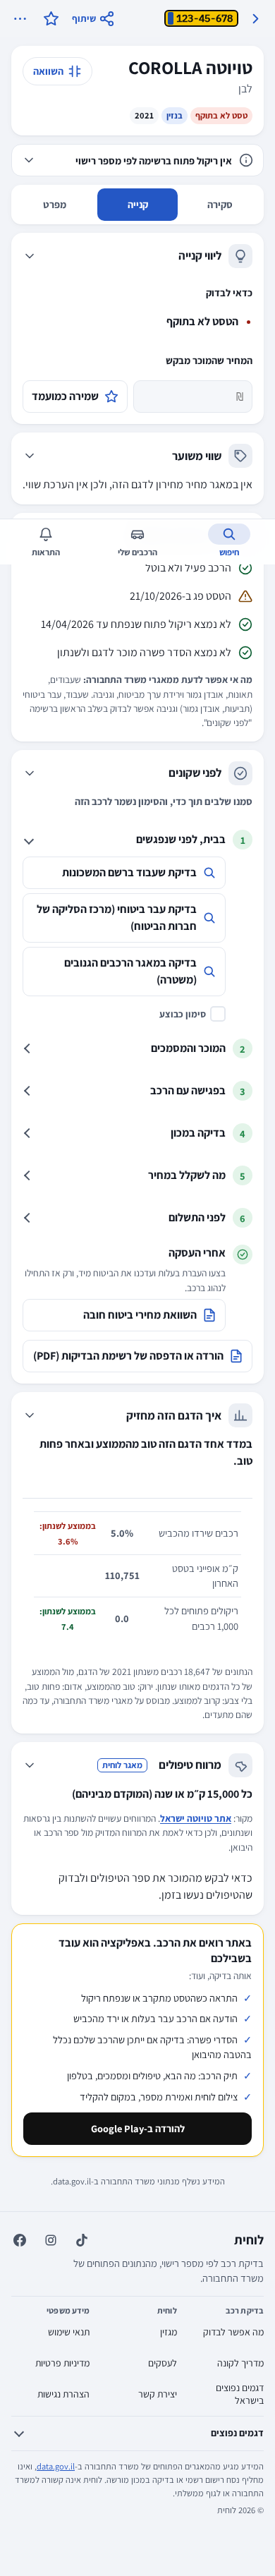 123-45-678
שיתוף
טויוטה COROLLA
השוואה
לבן
טסט לא בתוקף
בנזין
2021
אין ריקול פתוח ברשימה לפי מספר רישוי
סקירה
קנייה
מפרט
ליווי קנייה
כדאי לבדוק
הטסט לא בתוקף
המחיר שהמוכר מבקש
₪
שמירה כמועמד
שווי משוער
אין במאגר מחיר מחירון לדגם הזה, ולכן אין הערכת שווי.
חיפוש
הרכבים שלי
התראות
הרכב פעיל ולא בוטל
הטסט פג ב-21/10/2026
לא נמצא ריקול פתוח שנפתח עד 14/04/2026
לא נמצא הסדר פשרה מוכר לדגם ולשנתון
מה אי אפשר לדעת ממאגרי משרד התחבורה: שעבודים,
תאונות, אובדן גמור וירידת ערך מביטוח, וגניבה. שעבוד, עבר ביטוחי
(תביעות, אובדן גמור) וגניבה אפשר לבדוק בשלב הראשון ברשימה
"לפני שקונים".
לפני שקונים
סמנו שלבים תוך כדי, והסימון נשמר לרכב הזה
1
בבית, לפני שנפגשים
בדיקת שעבוד ברשם המשכונות
בדיקת עבר ביטוחי (מרכז הסליקה של
חברות הביטוח)
בדיקה במאגר הרכבים הגנובים
(משטרה)
סימון כבוצע
2
המוכר והמסמכים
3
בפגישה עם הרכב
4
בדיקה במכון
5
מה לשקלל במחיר
6
לפני התשלום
אחרי העסקה
בצעו העברת בעלות ועדכנו את הביטוח מיד, ורק אז התחילו
לנהוג ברכב.
השוואת מחירי ביטוח חובה
הורדה או הדפסה של רשימת הבדיקות (PDF)
איך הדגם הזה מחזיק
במדד אחד הדגם הזה טוב מהממוצע ובאחר פחות
טוב.
רכבים שירדו מהכביש
5.0%
בממוצע לשנתון:
3.6%
ק״מ אופייני בטסט
האחרון
110,751
ריקולים פתוחים לכל
1,000 רכבים
0.0
בממוצע לשנתון:
7.4
הנתונים של 18,647 רכבים משנתון 2021 של הדגם, מול הממוצע
של כל הדגמים מאותו שנתון. ירוק: טוב מהממוצע, אדום: פחות טוב,
בלי צבע: קרוב לממוצע. מבוסס על מאגרי משרד התחבורה, עם כמה
שאת מתעדים.
מרווח טיפולים
מאגר לוחית
כל 15,000 ק״מ או שנה (המוקדם מביניהם)
מקור: אתר טויוטה ישראל. המרווחים עשויים להשתנות בין גרסאות
ושנתונים, ולכן כדאי לאמת את המרווח המדויק מול ספר הרכב או
היבואן.
כדאי לבקש מהמוכר את ספר הטיפולים ולבדוק
שהטיפולים נעשו בזמן.
באתר רואים את הרכב. באפליקציה הוא עובד
בשבילכם
אותה בדיקה, ועוד:
✓ התראה כשהטסט מתקרב או שנפתח ריקול
✓ הודעה אם הרכב עבר בעלות או ירד מהכביש
✓ הסדרי פשרה: בדיקה אם ייתכן שהרכב שלכם נכלל
בהטבה מהיבואן
✓ תיק הרכב: מה הבא, טיפולים ומסמכים, בטלפון
✓ צילום לוחית ואמירת מספר, במקום להקליד
להורדה ב-Google Play
המידע נשלף מנתוני משרד התחבורה ב-data.gov.il.
לוחית
בדיקת רכב לפי מספר רישוי, מהנתונים הפתוחים של
משרד התחבורה.
בדיקת רכב
לוחית
מידע משפטי
מה אפשר לבדוק
מגזין
תנאי שימוש
מדריך לקונה
לעסקים
מדיניות פרטיות
דגמים נפוצים
בישראל
יצירת קשר
הצהרת נגישות
דגמים נפוצים
המידע מגיע מהמאגרים הפתוחים של משרד התחבורה ב-data.gov.il, ואינו
מחליף נסח רישום רשמי או בדיקה במכון מורשה. לוחית אינה קשורה למשרד
התחבורה או לגוף ממשלתי.
© 2026 לוחית